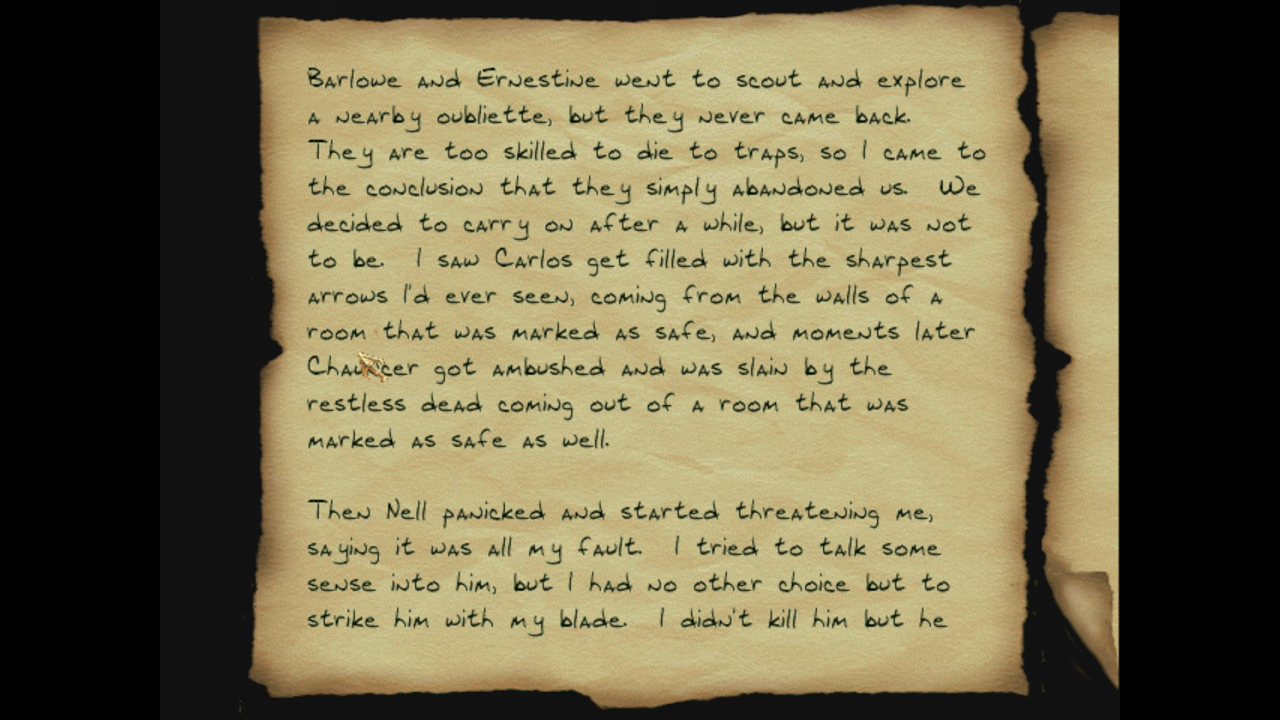 Barlowe and Ernestine went to scout and explore
a nearby oubliette, but they never came back.
They are too skilled to die to traps, so I came to
the conclusion that they simply abandoned us.  We
decided to carry on after a while, but it was not
to be.  I saw Carlos get filled with the sharpest
arrows I'd ever seen, coming from the walls of a
room that was marked as safe, and moments later
Chaucer got ambushed and was slain by the
restless dead coming out of a room that was
marked as safe as well.
Then Nell panicked and started threatening me,
saying it was all my fault.  I tried to talk some
sense into him, but I had no other choice but to
strike him with my blade.  I didn't kill him but he